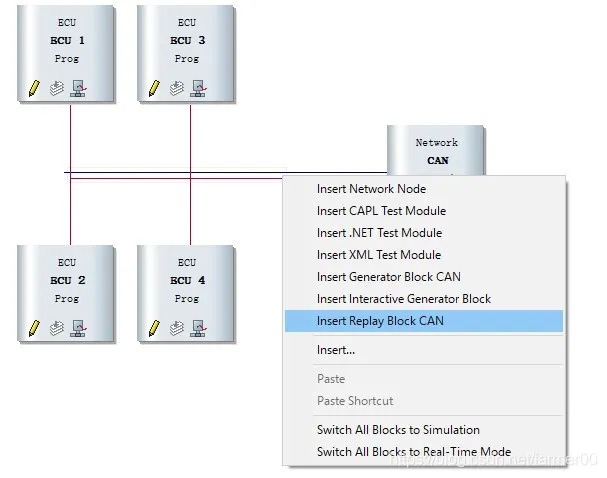 ECU
ECU 1
Prog
ECU
ECU 3
Prog
Network
CAN
ECU
ECU 2
Prog
ECU
ECU 4
Prog
Insert Network Node
Insert CAPL Test Module
Insert .NET Test Module
Insert XML Test Module
Insert Generator Block CAN
Insert Interactive Generator Block
Insert Replay Block CAN
Insert...
Paste
Paste Shortcut
Switch All Blocks to Simulation
Switch All Blocks to Real-Time Mode
https://blog.csdn.net/farmer00